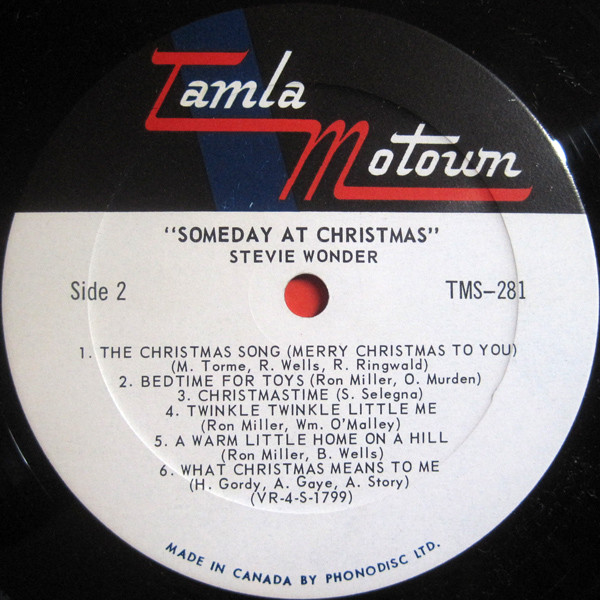 Tamla
Motown
"SOMEDAY AT CHRISTMAS"
STEVIE WONDER
Side 2
TMS-281
1. THE CHRISTMAS SONG (MERRY CHRISTMAS TO YOU)
(M. Torme, R. Wells, R. Ringwald)
2. BEDTIME FOR TOYS (Ron Miller, O. Murden)
3. CHRISTMASTIME (S. Selegna)
4. TWINKLE TWINKLE LITTLE ME
(Ron Miller, Wm. O'Malley)
5. A WARM LITTLE HOME ON A HILL
(Ron Miller, B. Wells)
6. WHAT CHRISTMAS MEANS TO ME
(H. Gordy, A. Gaye, A. Story)
(VR-4-S-1799)
MADE IN CANADA BY PHONODISC LTD.